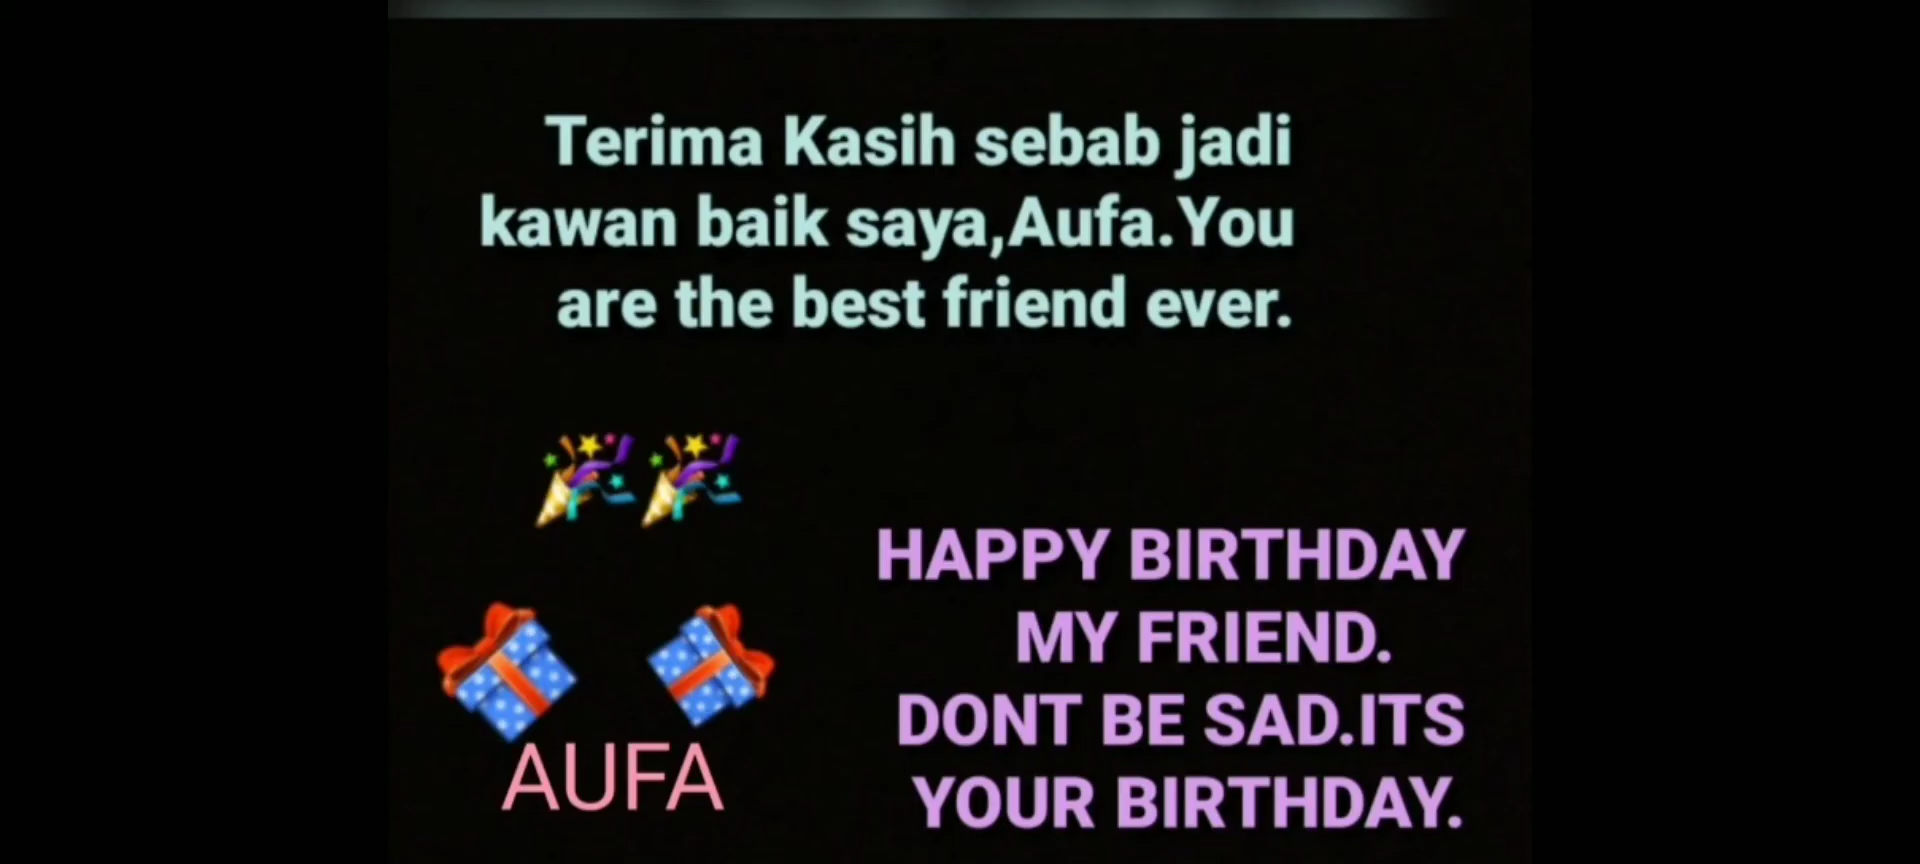 Terima Kasih sebab jadi
kawan baik saya,Aufa.You
are the best friend ever.
HAPPY BIRTHDAY
MY FRIEND.
DONT BE SAD.ITS
YOUR BIRTHDAY.
AUFA